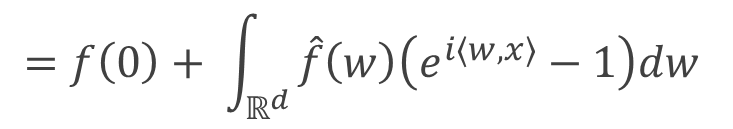 = f(0) + ∫_{ℝ^d} f̂(w)(e^{i⟨w,x⟩} − 1)dw